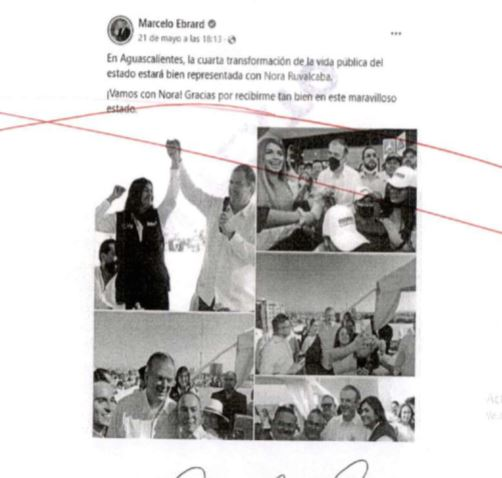 Marcelo Ebrard
21 de mayo a las 18:13 ·
En Aguascalientes, la cuarta transformación de la vida pública del
estado estará bien representada con Nora Ruvalcaba.
¡Vamos con Nora! Gracias por recibirme tan bien en este maravilloso
estado.